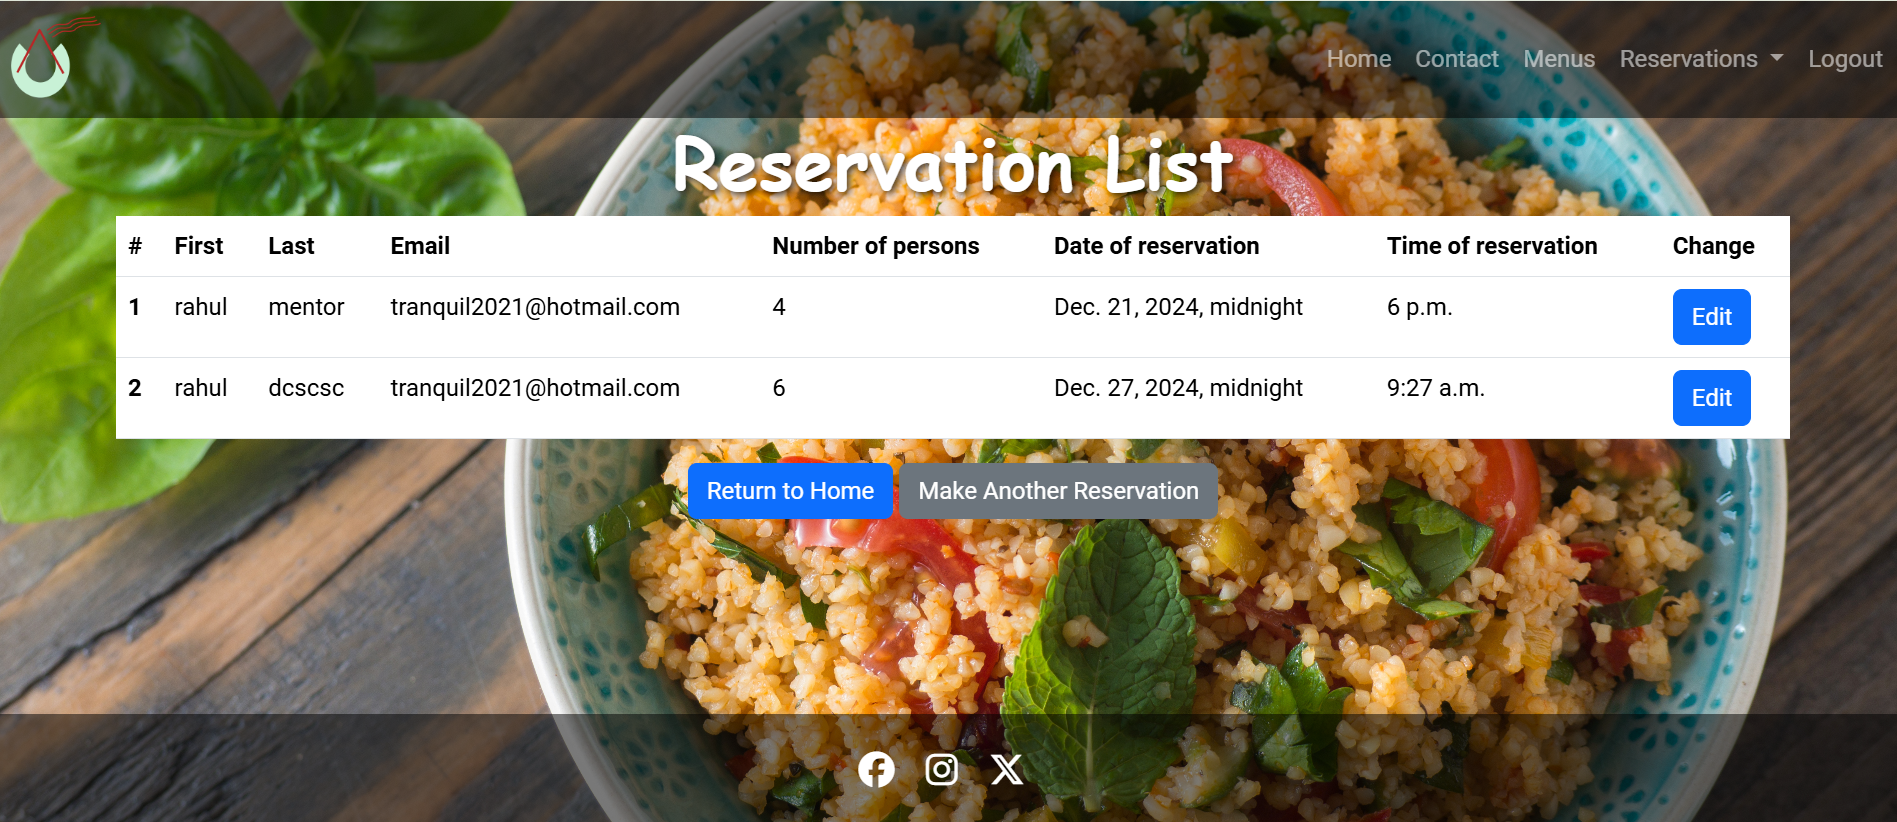 Home Contact Menus Reservations Logout
Reservation List
# First Last Email Number of persons Date of reservation Time of reservation Change
1 rahul mentor tranquil2021@hotmail.com 4 Dec. 21, 2024, midnight 6 p.m. Edit
2 rahul dcscsc tranquil2021@hotmail.com 6 Dec. 27, 2024, midnight 9:27 a.m. Edit
Return to Home Make Another Reservation